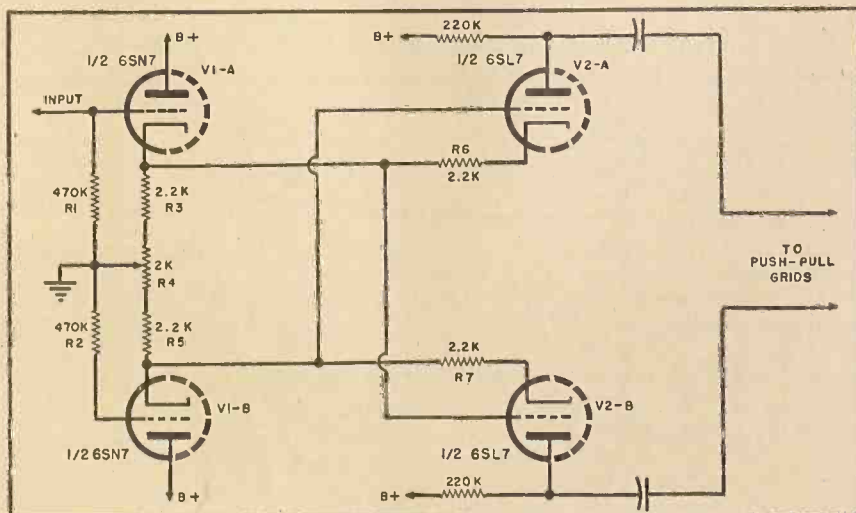 220K
B+
B+
1/2 6SN7
V1-A
1/2 6SL7
V2-A
INPUT
R6
2.2K
470K
R1
2.2K
R3
2K
R4
TO
PUSH-PULL
GRIDS
470K
R2
2.2K
R5
2.2K
R7
V1-B
V2-B
1/2 6SN7
1/2 6SL7
B+
B+
220K